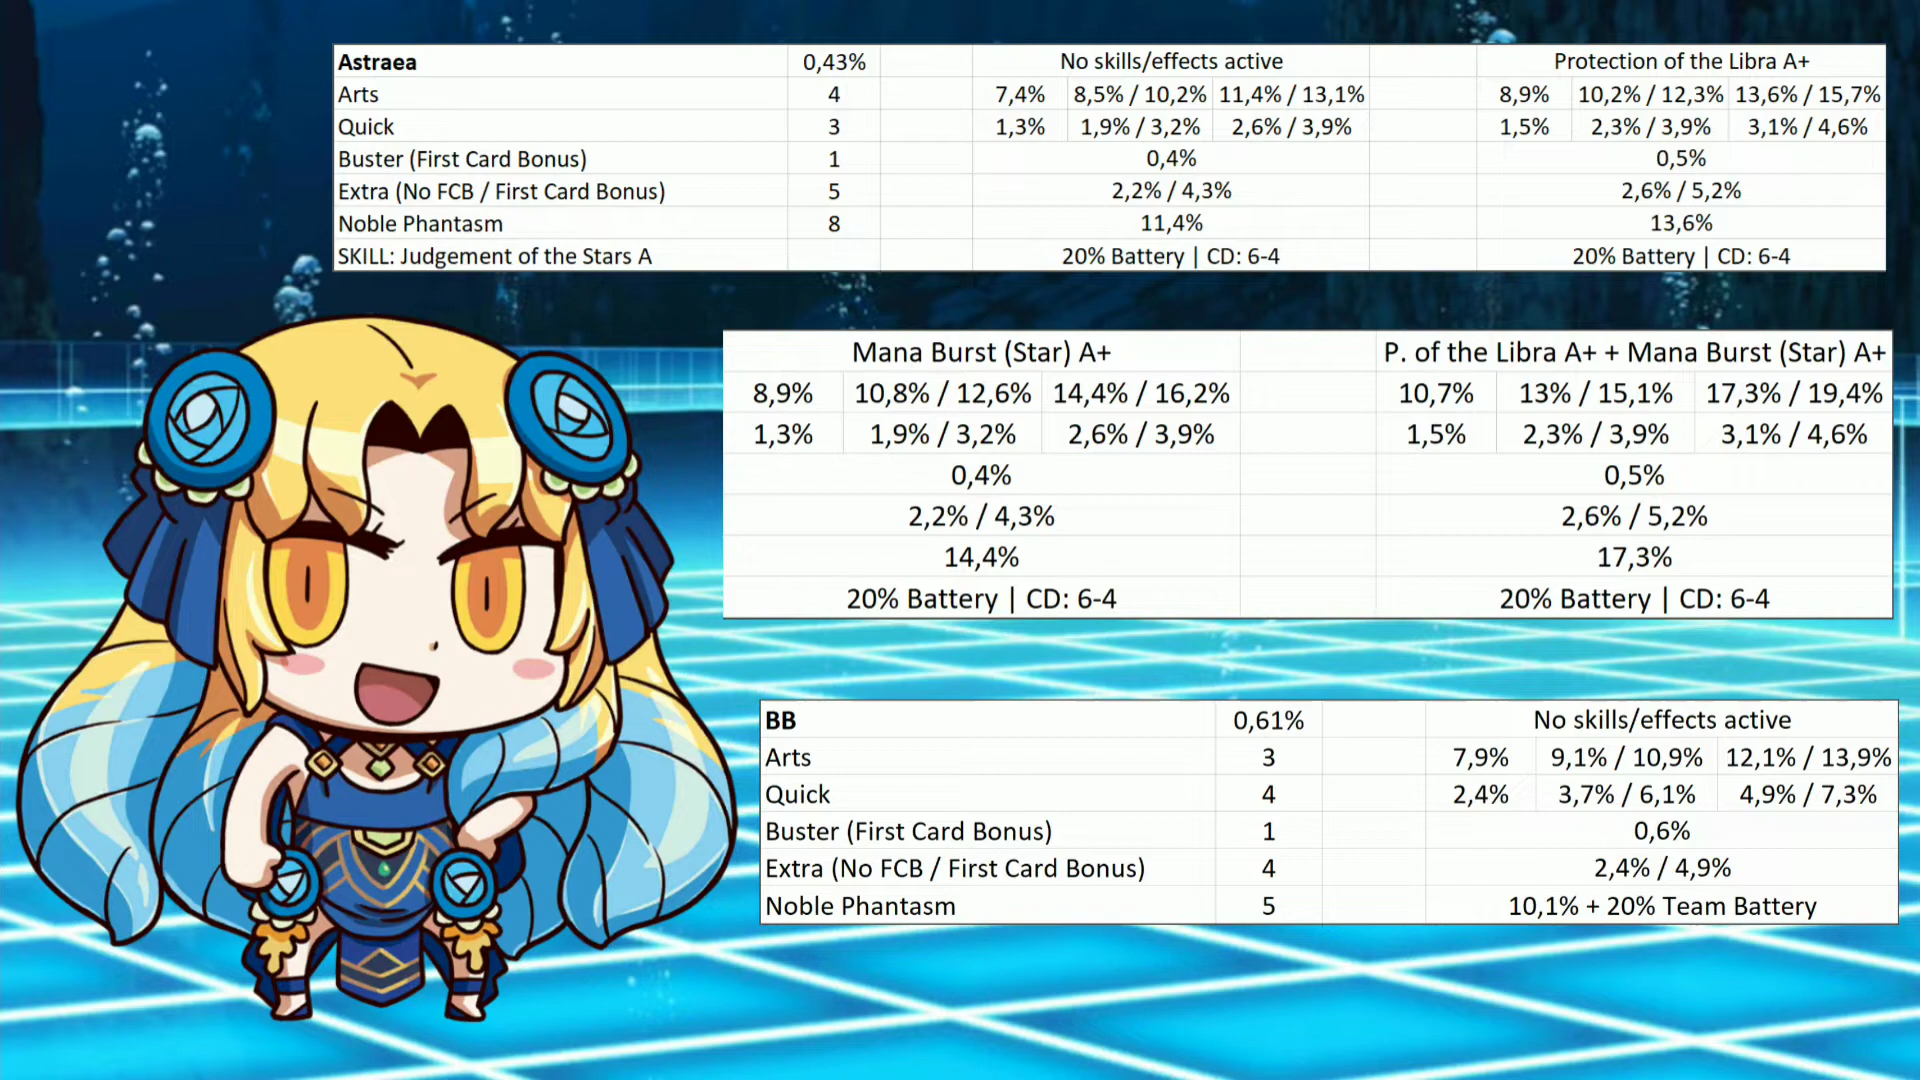 Astraea 0,43% No skills/effects active Protection of the Libra A+
Arts 4 7,4% 8,5% / 10,2% 11,4% / 13,1% 8,9% 10,2% / 12,3% 13,6% / 15,7%
Quick 3 1,3% 1,9% / 3,2% 2,6% / 3,9% 1,5% 2,3% / 3,9% 3,1% / 4,6%
Buster (First Card Bonus) 1 0,4% 0,5%
Extra (No FCB / First Card Bonus) 5 2,2% / 4,3% 2,6% / 5,2%
Noble Phantasm 8 11,4% 13,6%
SKILL: Judgement of the Stars A 20% Battery | CD: 6-4 20% Battery | CD: 6-4
Mana Burst (Star) A+ P. of the Libra A+ + Mana Burst (Star) A+
8,9% 10,8% / 12,6% 14,4% / 16,2% 10,7% 13% / 15,1% 17,3% / 19,4%
1,3% 1,9% / 3,2% 2,6% / 3,9% 1,5% 2,3% / 3,9% 3,1% / 4,6%
0,4% 0,5%
2,2% / 4,3% 2,6% / 5,2%
14,4% 17,3%
20% Battery | CD: 6-4 20% Battery | CD: 6-4
BB 0,61% No skills/effects active
Arts 3 7,9% 9,1% / 10,9% 12,1% / 13,9%
Quick 4 2,4% 3,7% / 6,1% 4,9% / 7,3%
Buster (First Card Bonus) 1 0,6%
Extra (No FCB / First Card Bonus) 4 2,4% / 4,9%
Noble Phantasm 5 10,1% + 20% Team Battery